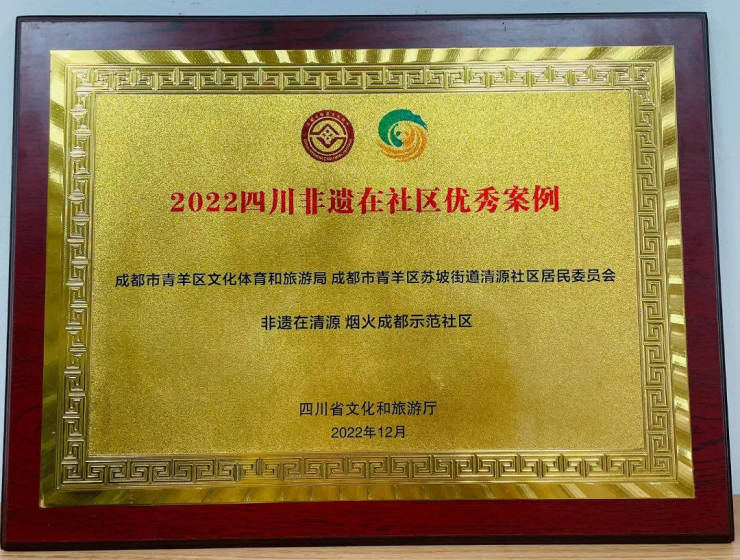 2022四川非遗在社区优秀案例
成都市青羊区文化体育和旅游局 成都市青羊区苏坡街道清源社区居民委员会
非遗在清源 烟火成都示范社区
四川省文化和旅游厅
2022年12月